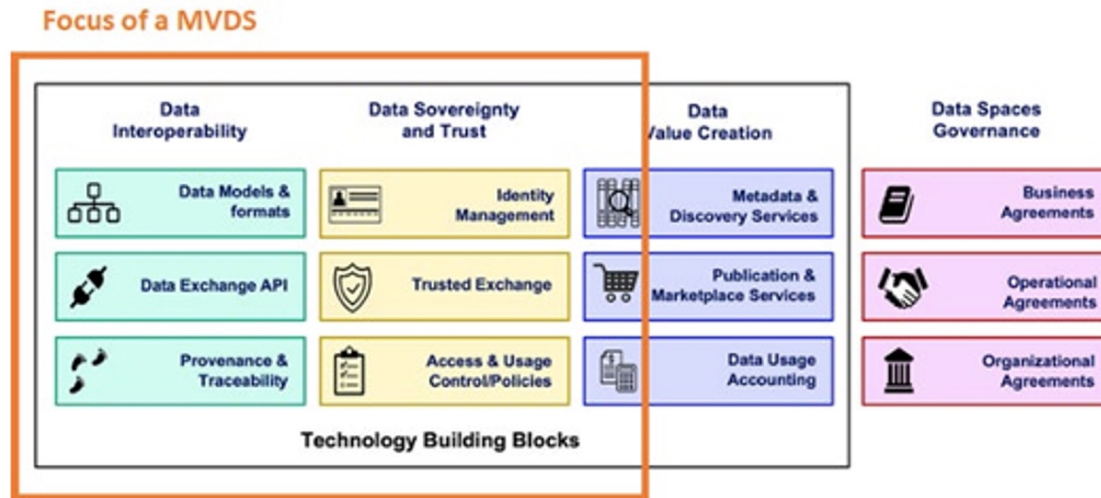 Focus of a MVDS
Data
Interoperability
Data Sovereignty
and Trust
Data
Value Creation
Data Spaces
Governance
Data Models &
formats
Identity
Management
Metadata &
Discovery Services
Business
Agreements
Data Exchange API
Trusted Exchange
Publication &
Marketplace Services
Operational
Agreements
Provenance &
Traceability
Access & Usage
Control/Policies
Data Usage
Accounting
Organizational
Agreements
Technology Building Blocks